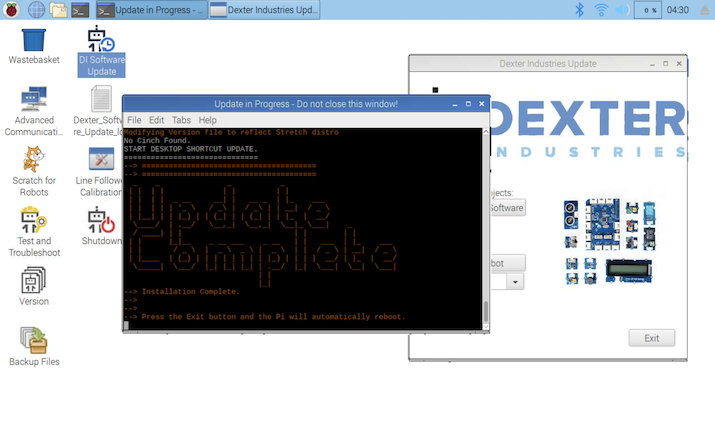 Update in Progress - ...
Dexter Industries Upd...
0 %
04:30
Wastebasket
DI Software
Update
Advanced
Communicati...
Scratch for
Robots
Line Follower
Calibration
Test and
Troubleshoot
Shutdown
Version
Backup Files
Update in Progress - Do not close this window!
File Edit Tabs Help
Modifying Version file to reflect Stretch distro
No Cinch Found.
START DESKTOP SHORTCUT UPDATE.
==============================
--> =======================================
--> =======================================
Update
Complete
--> Installation Complete.
-->
-->
--> Press the Exit button and the Pi will automatically reboot.
Dexter Industries Update
DEXTER
INDUSTRIES
ojects:
Software
bot
Exit